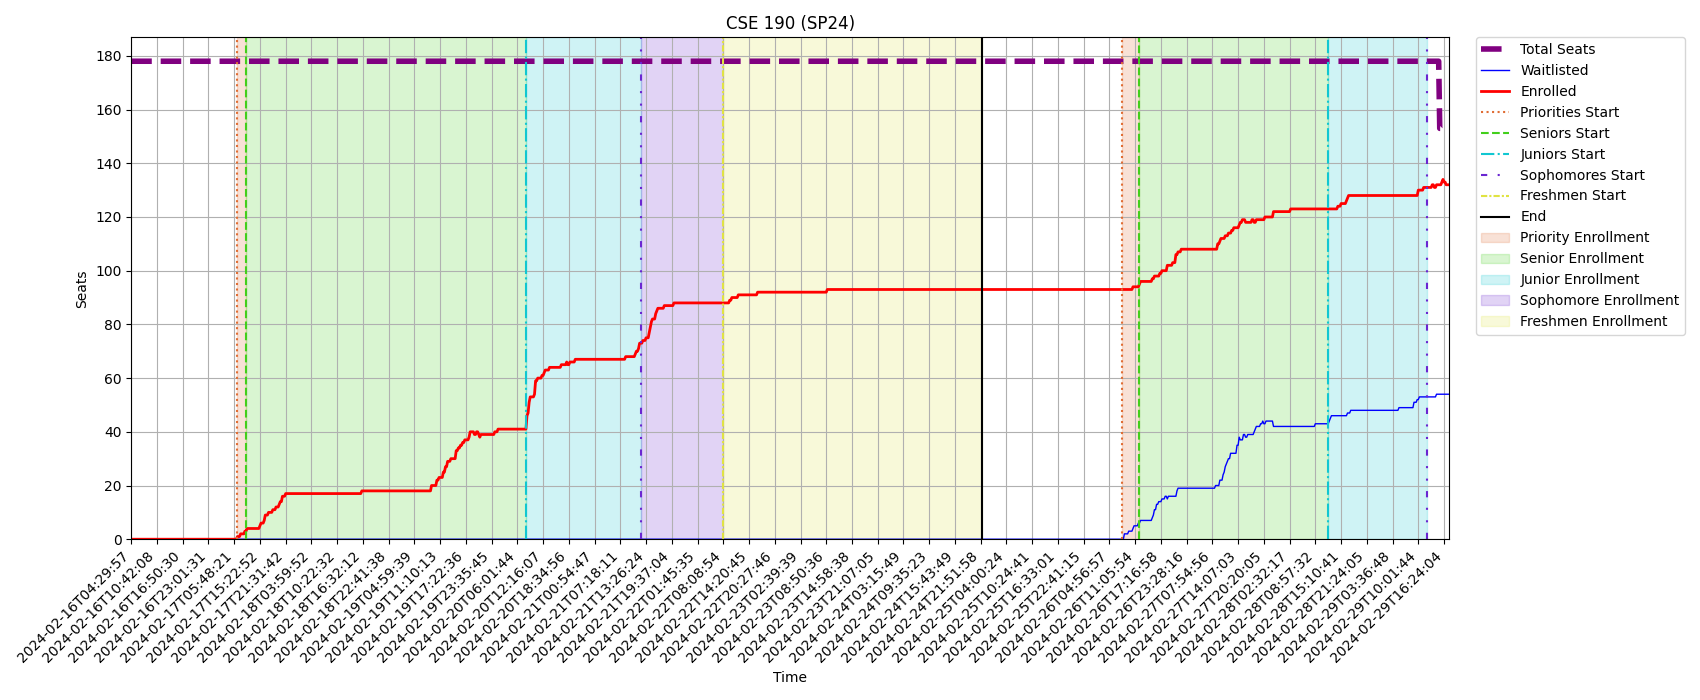 CSE 190 (SP24)
Seats
180
160
140
120
100
80
60
40
20
0
2024-02-16T04:29:57
2024-02-16T10:42:08
2024-02-16T16:50:30
2024-02-16T23:01:31
2024-02-17T05:48:21
2024-02-17T15:22:52
2024-02-17T21:31:42
2024-02-18T03:59:52
2024-02-18T10:22:32
2024-02-18T16:32:12
2024-02-18T22:41:38
2024-02-19T04:59:39
2024-02-19T11:10:13
2024-02-19T17:22:36
2024-02-19T23:35:45
2024-02-20T06:01:44
2024-02-20T12:16:07
2024-02-20T18:34:56
2024-02-21T00:54:47
2024-02-21T07:18:11
2024-02-21T13:26:24
2024-02-21T19:37:04
2024-02-22T01:45:35
2024-02-22T08:08:54
2024-02-22T14:20:45
2024-02-22T20:27:46
2024-02-23T02:39:39
2024-02-23T08:50:36
2024-02-23T14:58:38
2024-02-23T21:07:05
2024-02-24T03:15:49
2024-02-24T09:35:23
2024-02-24T15:43:49
2024-02-24T21:51:58
2024-02-25T04:00:24
2024-02-25T10:24:41
2024-02-25T16:33:01
2024-02-25T22:41:15
2024-02-26T04:56:57
2024-02-26T11:05:54
2024-02-26T17:16:58
2024-02-26T23:28:16
2024-02-27T07:54:56
2024-02-27T14:07:03
2024-02-27T20:20:05
2024-02-28T02:32:17
2024-02-28T08:57:32
2024-02-28T15:10:41
2024-02-28T21:24:05
2024-02-29T03:36:48
2024-02-29T10:01:44
2024-02-29T16:24:04
Time
Total Seats
Waitlisted
Enrolled
Priorities Start
Seniors Start
Juniors Start
Sophomores Start
Freshmen Start
End
Priority Enrollment
Senior Enrollment
Junior Enrollment
Sophomore Enrollment
Freshmen Enrollment